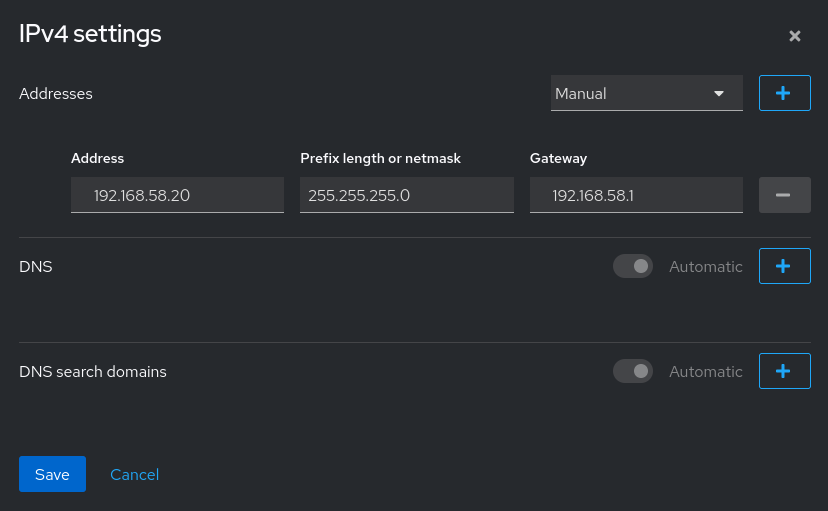 IPv4 settings
Addresses
Manual
Address
Prefix length or netmask
Gateway
192.168.58.20
255.255.255.0
192.168.58.1
DNS
Automatic
DNS search domains
Automatic
Save
Cancel